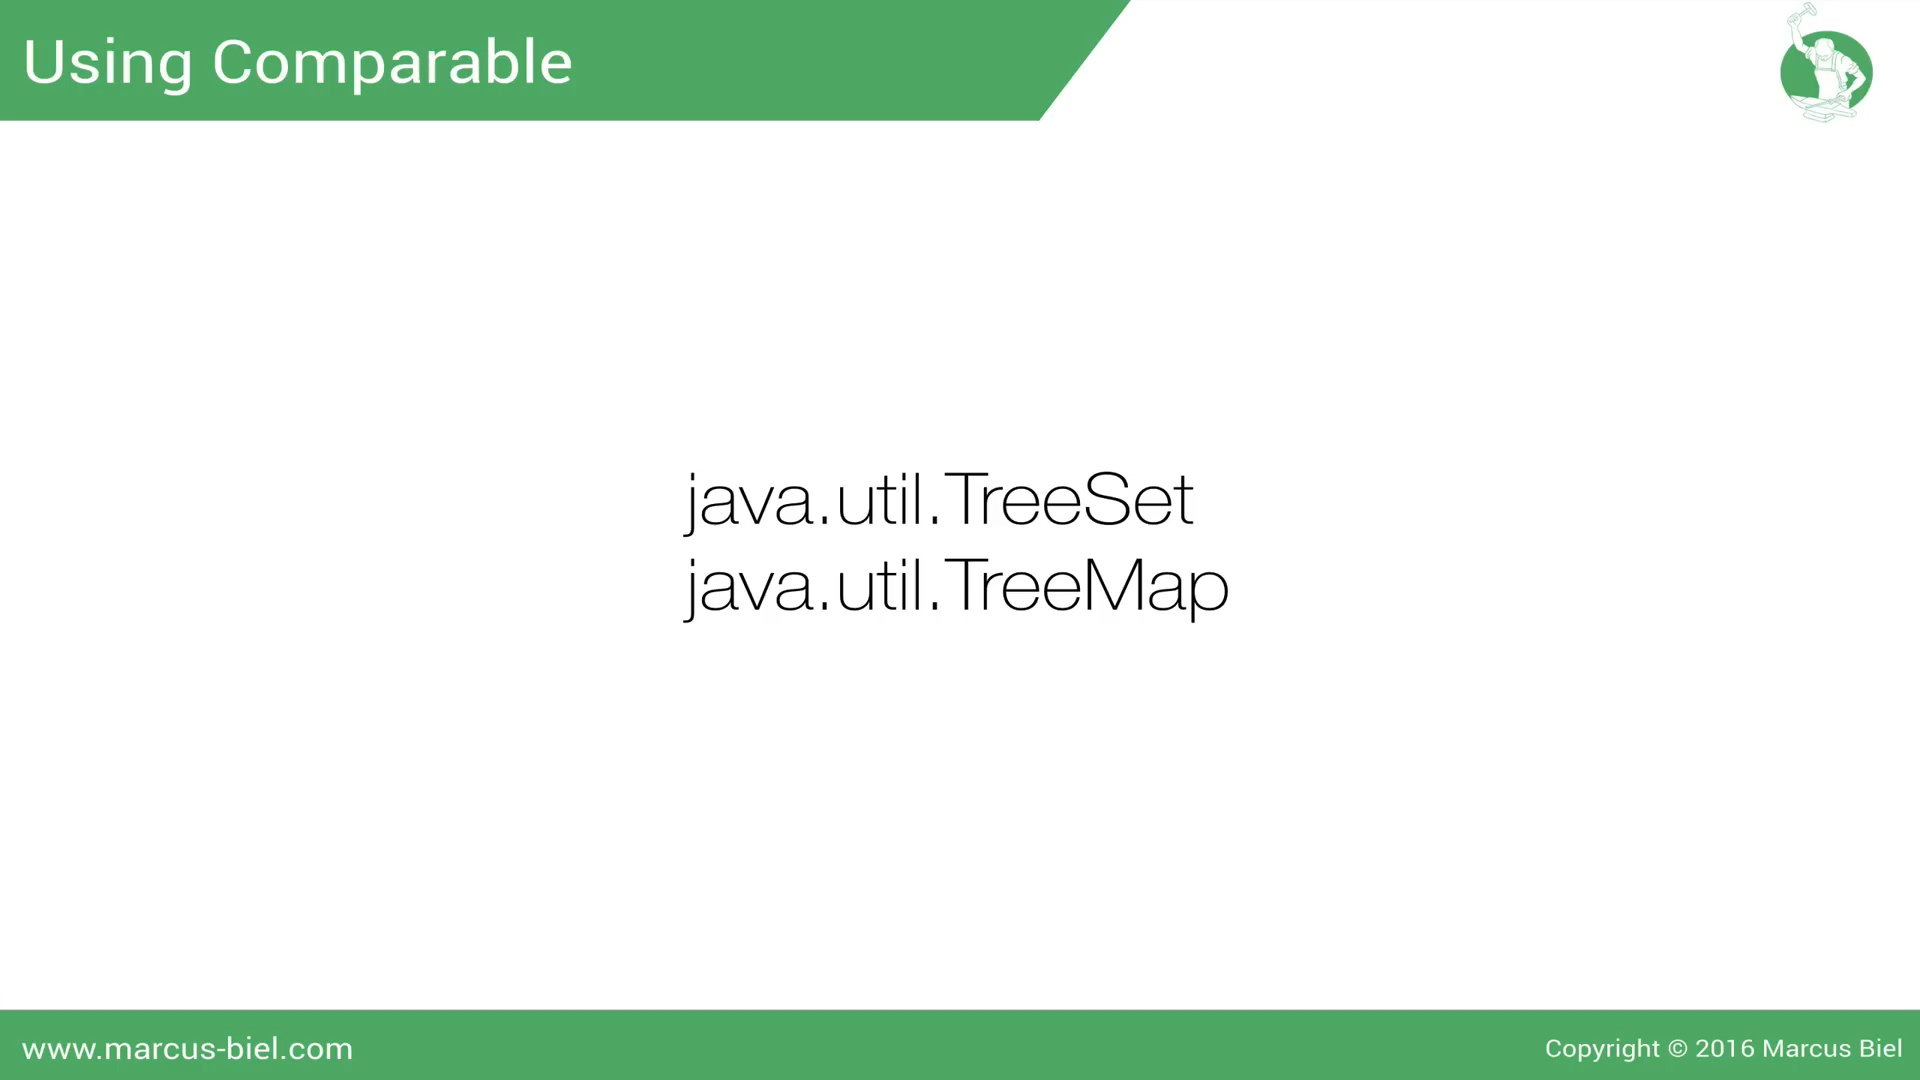 Using Comparable
java.util.TreeSet
java.util.TreeMap
www.marcus-biel.com
Copyright © 2016 Marcus Biel